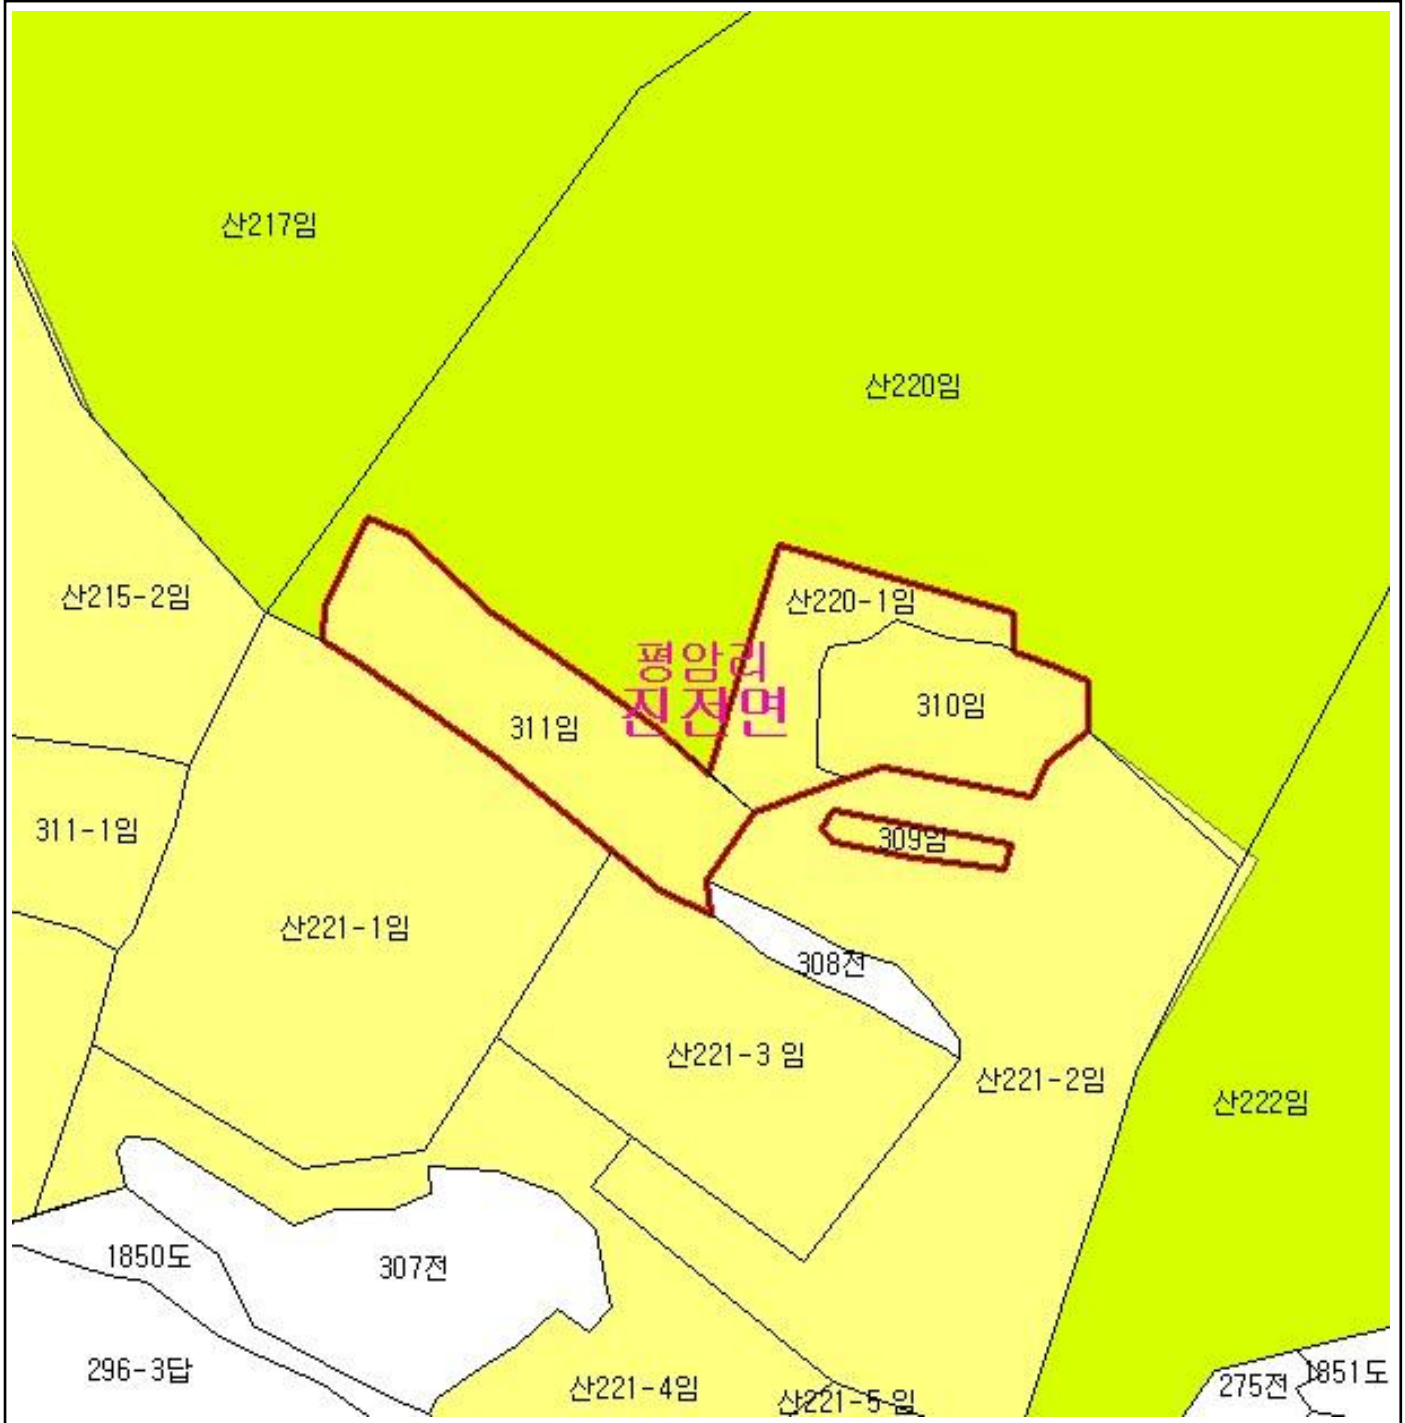 산217임
산220임
산215-2임
산220-1임
평암리
진전면
310임
311임
311-1임
309임
산221-1임
308전
산221-3 임
산221-2임
산222임
1850도
307전
296-3답
산221-4임
산221-5 임
275전
1851도